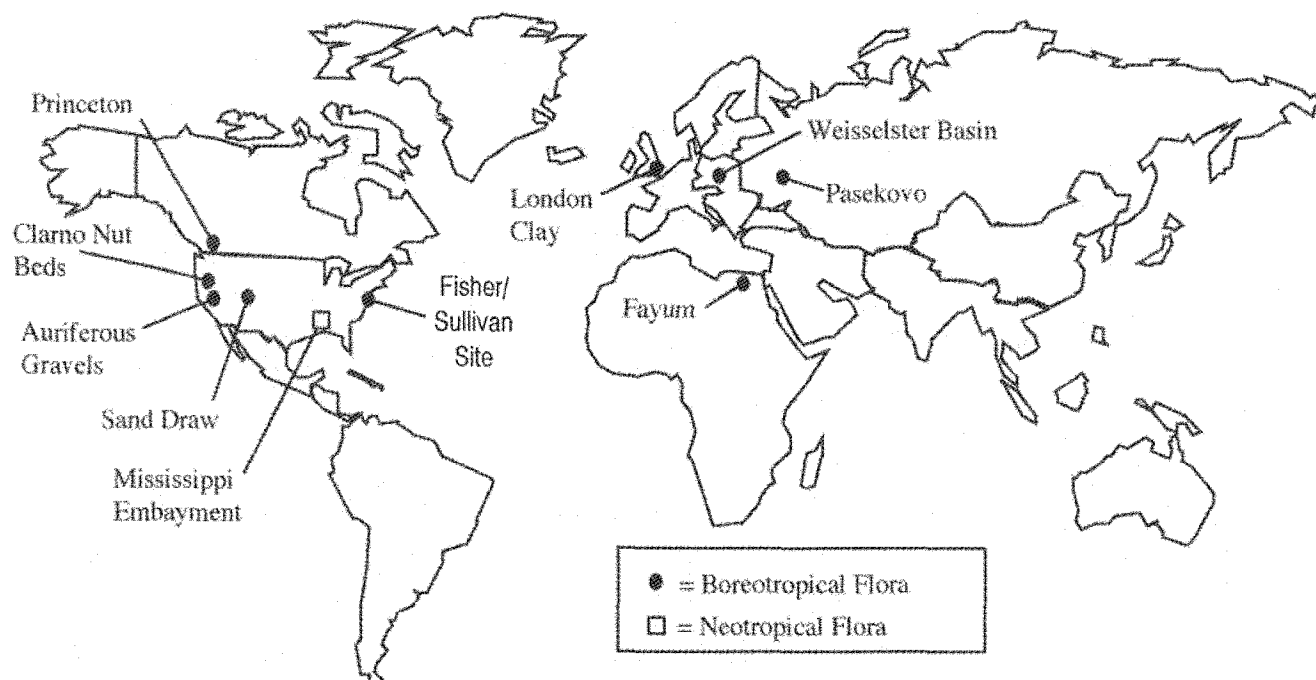 Princeton
Clarno Nut
Beds
Auriferous
Gravels
Sand Draw
Mississippi
Embayment
Fisher/
Sullivan
Site
London
Clay
Weisselster Basin
Pasekovo
Fayum
= Boreotropical Flora
= Neotropical Flora